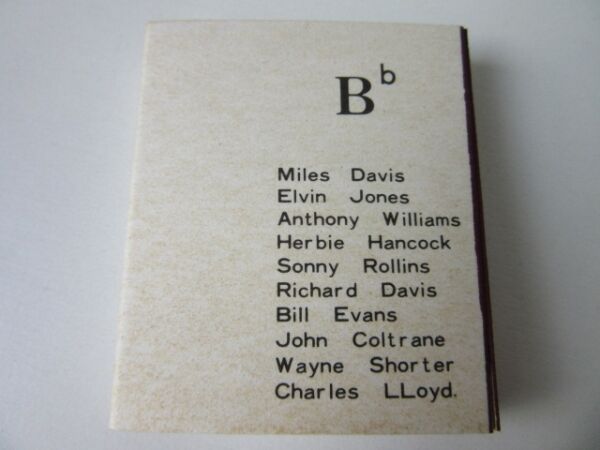 B♭
Miles Davis
Elvin Jones
Anthony Williams
Herbie Hancock
Sonny Rollins
Richard Davis
Bill Evans
John Coltrane
Wayne Shorter
Charles LLoyd.